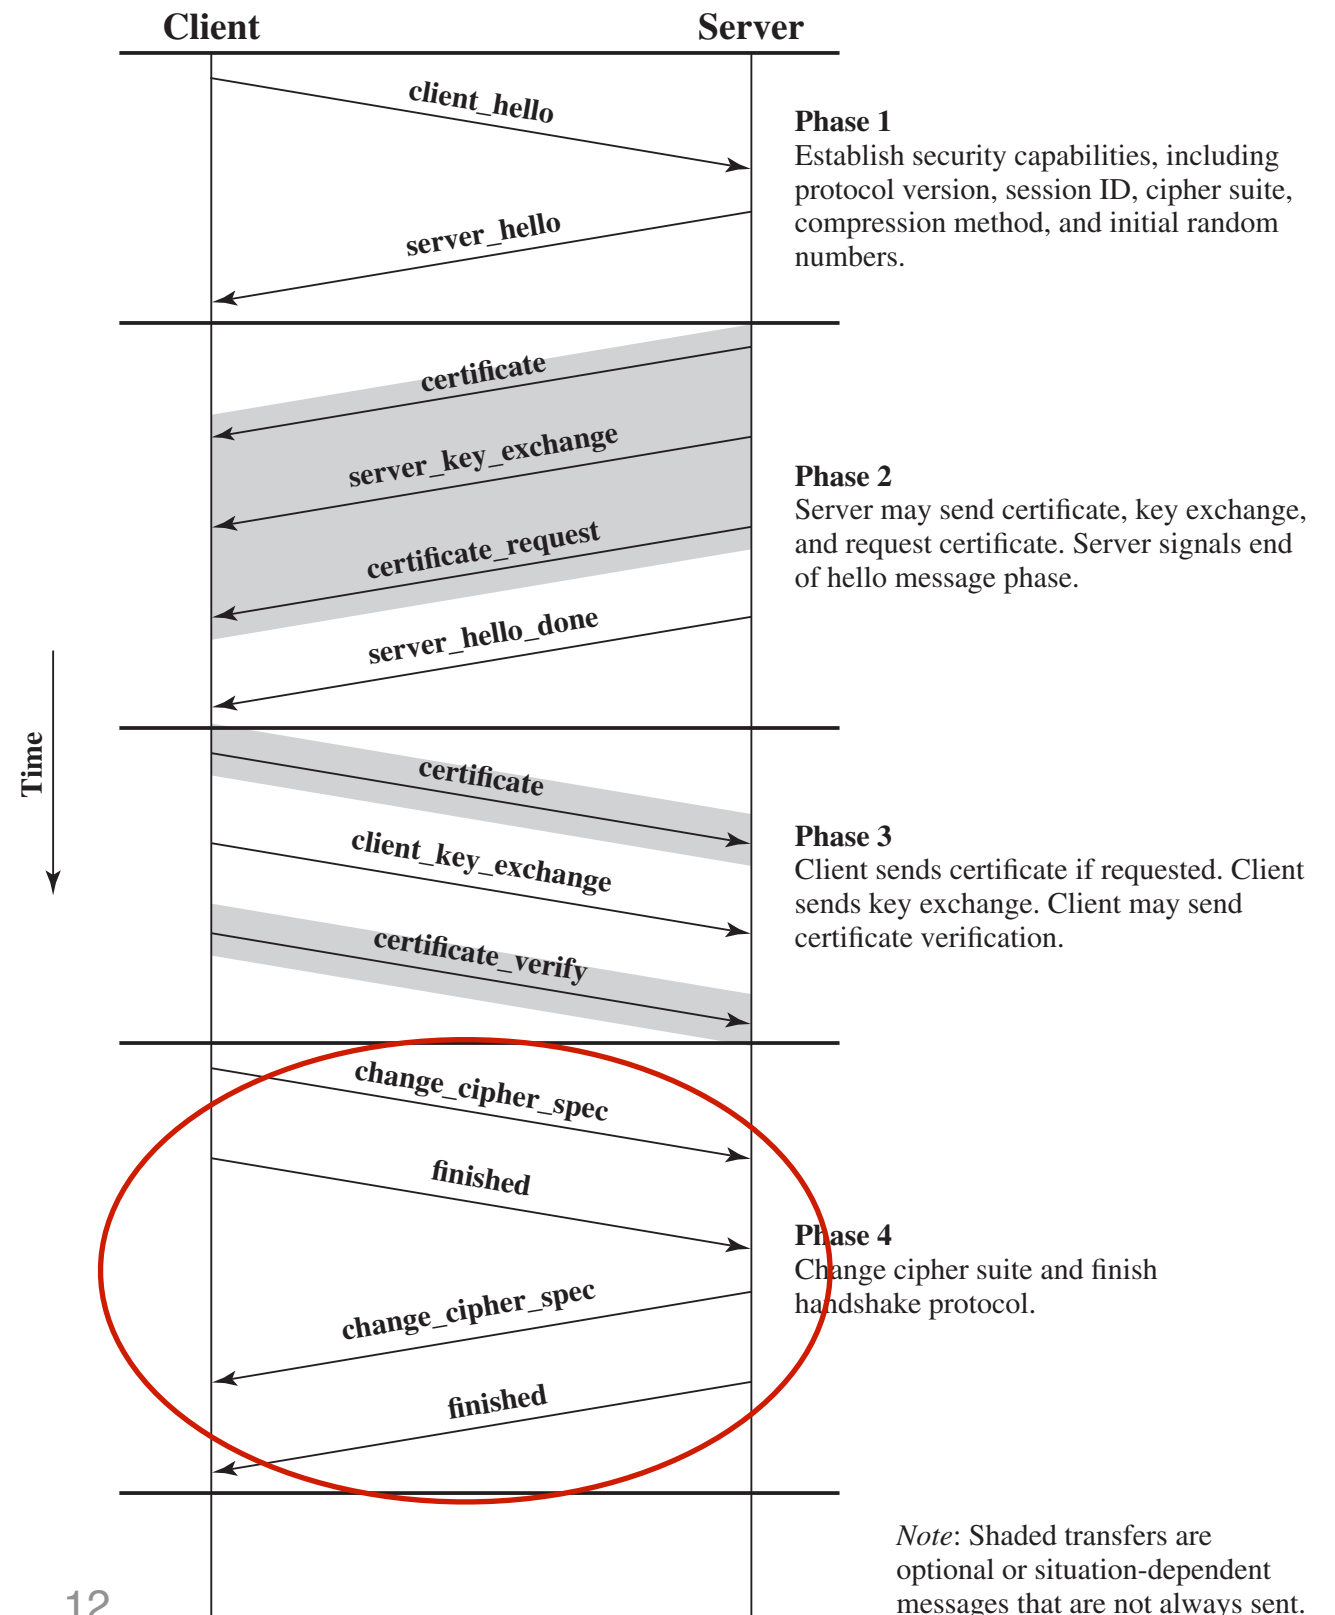 Client
Server
client_hello
Phase 1
Establish security capabilities, including
protocol version, session ID, cipher suite,
compression method, and initial random
numbers.
server_hello
certificate
server_key_exchange
Phase 2
Server may send certificate, key exchange,
and request certificate. Server signals end
of hello message phase.
certificate_request
server_hello_done
Time
certificate
Phase 3
Client sends certificate if requested. Client
sends key exchange. Client may send
certificate verification.
client_key_exchange
certificate_verify
change_cipher_spec
finished
Phase 4
Change cipher suite and finish
handshake protocol.
change_cipher_spec
finished
Note: Shaded transfers are
optional or situation-dependent
messages that are not always sent.
12